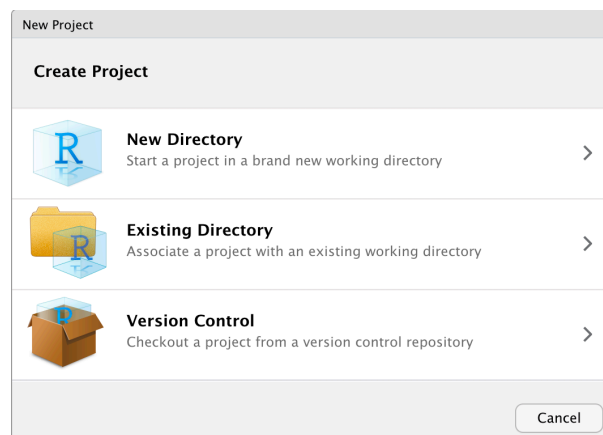 New Project
Create Project
R
New Directory
Start a project in a brand new working directory
R
Existing Directory
Associate a project with an existing working directory
R
Version Control
Checkout a project from a version control repository
Cancel